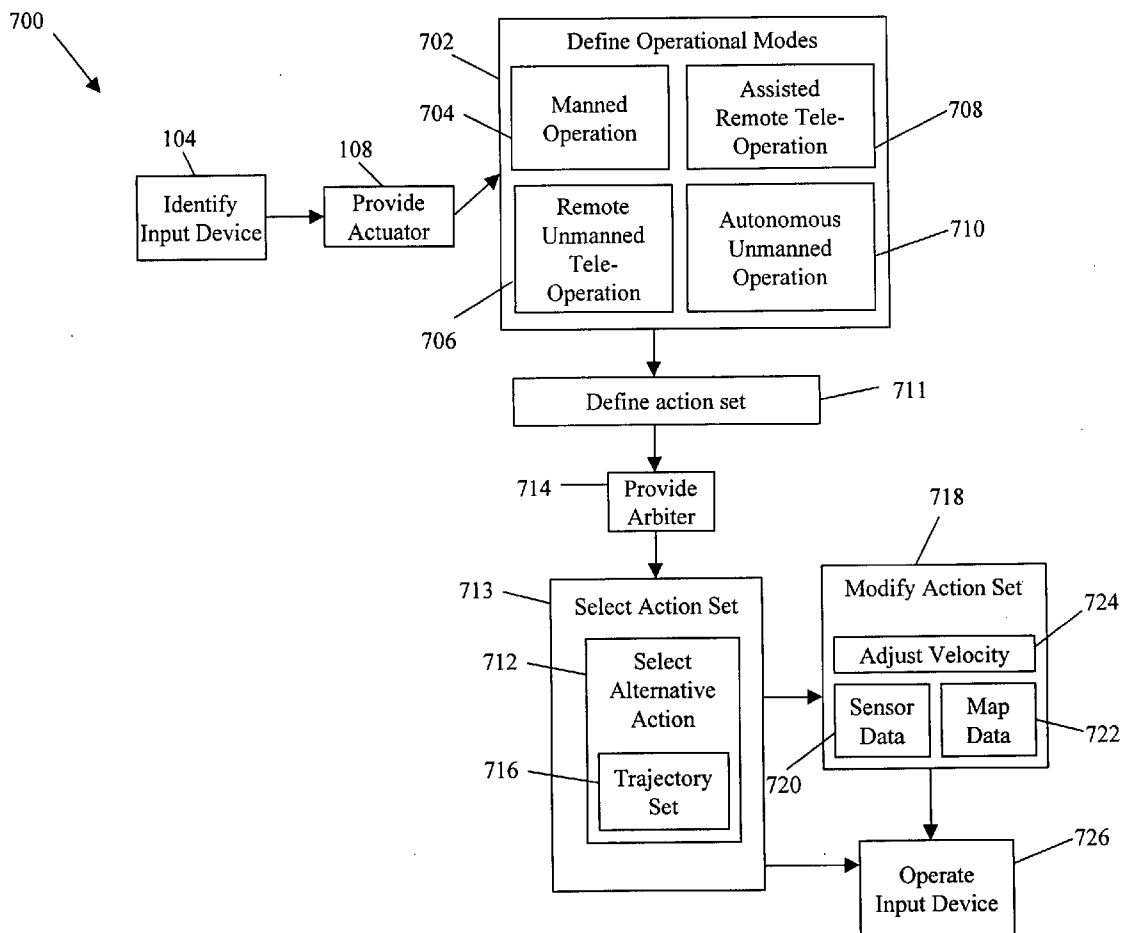 700
702
Define Operational Modes
704
Manned
Operation
Assisted
Remote Tele-
Operation
708
104
Identify
Input Device
108
Provide
Actuator
Remote
Unmanned
Tele-
Operation
706
Autonomous
Unmanned
Operation
710
Define action set
711
714
Provide
Arbiter
713
Select Action Set
712
Select
Alternative
Action
716
Trajectory
Set
718
Modify Action Set
724
Adjust Velocity
Sensor
Data
720
Map
Data
722
726
Operate
Input Device